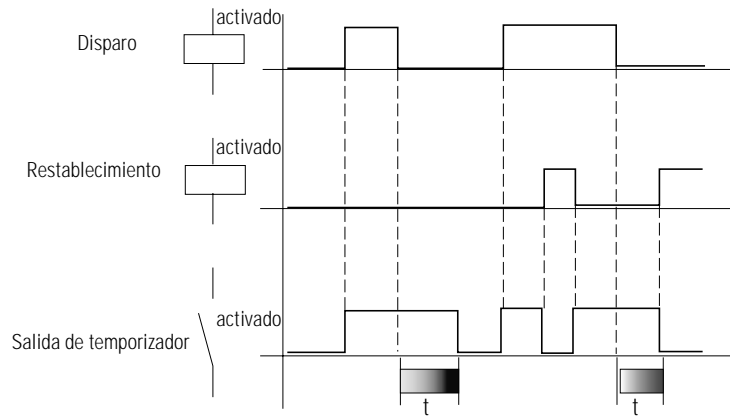 activado
Disparo
activado
Restablecimiento
activado
Salida de temporizador
t
t